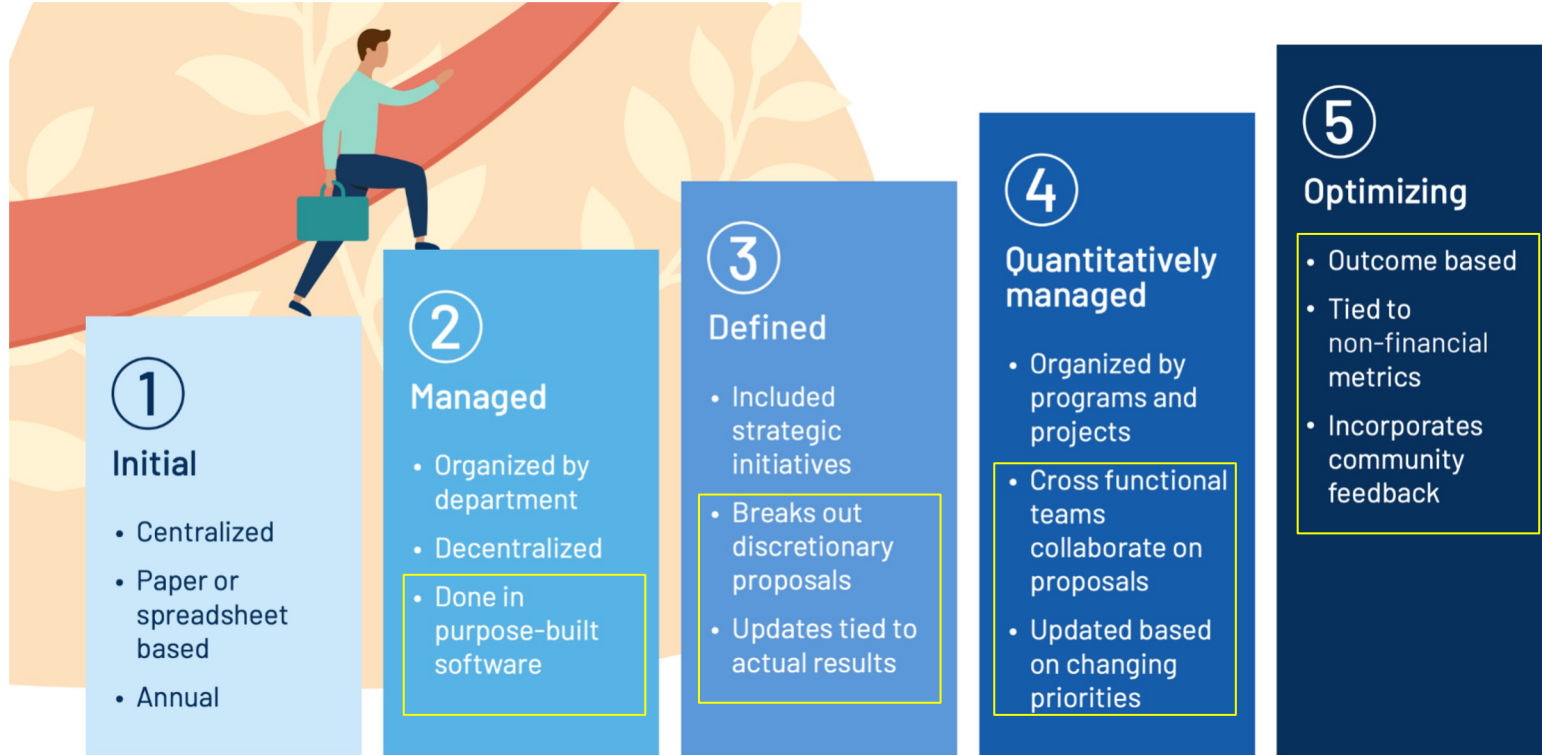 1
Initial
• Centralized
• Paper or
spreadsheet
based
• Annual
2
Managed
• Organized by
department
• Decentralized
• Done in
purpose-built
software
3
Defined
• Included
strategic
initiatives
• Breaks out
discretionary
proposals
• Updates tied to
actual results
4
Quantitatively
managed
• Organized by
programs and
projects
• Cross functional
teams
collaborate on
proposals
• Updated based
on changing
priorities
5
Optimizing
• Outcome based
• Tied to
non-financial
metrics
• Incorporates
community
feedback